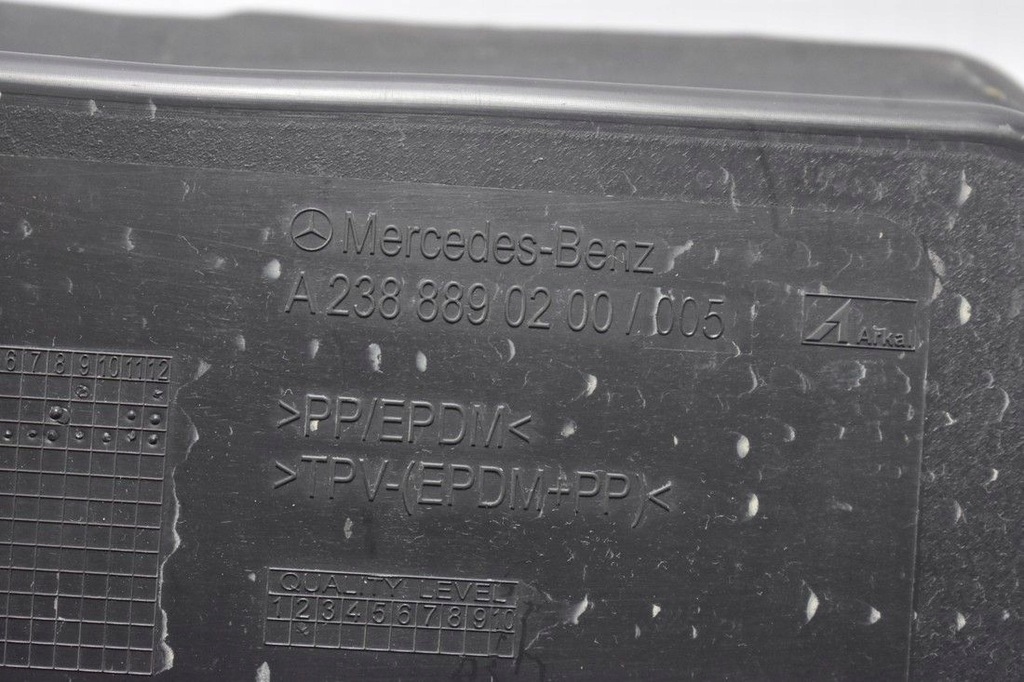 Mercedes-Benz
A 238 889 02 00 / 005
Arkal
>PP/EPDM<
>TPV-(EPDM+PP)<
6 7 8 9 10 11 12
QUALITY LEVEL
1 2 3 4 5 6 7 8 9 10